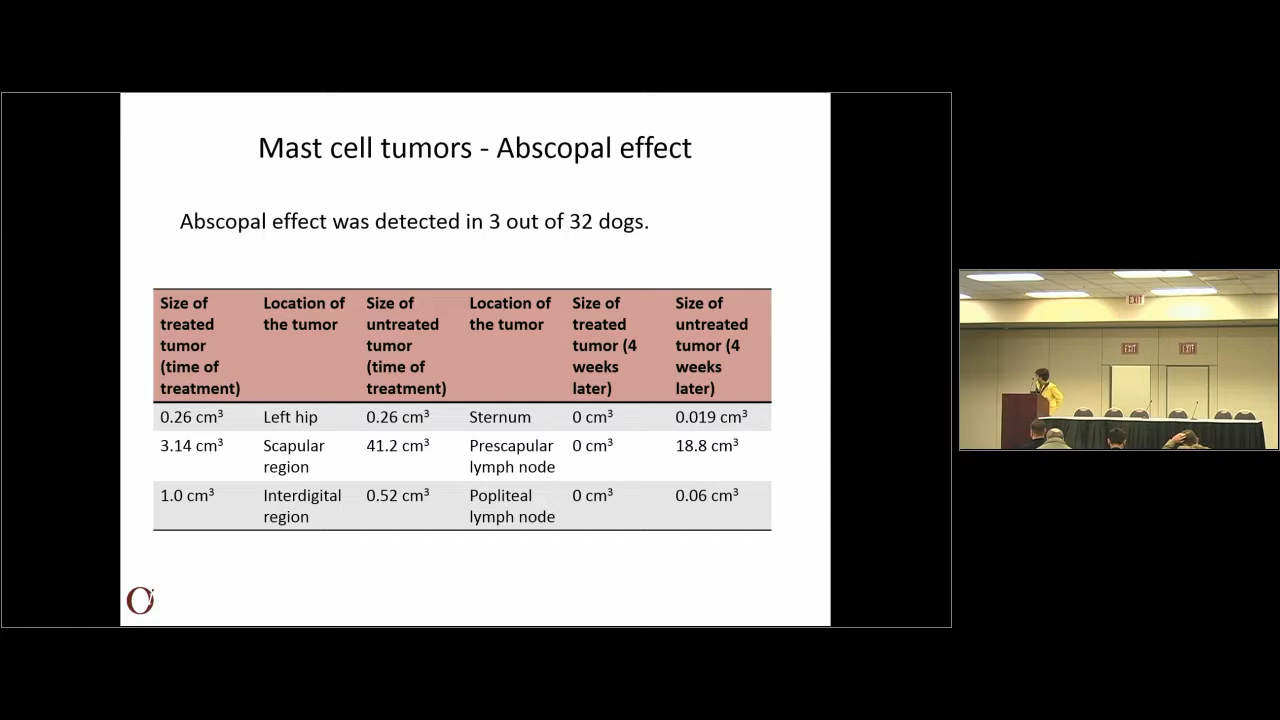 Mast cell tumors - Abscopal effect
Abscopal effect was detected in 3 out of 32 dogs.
Size of treated tumor (time of treatment) Location of the tumor Size of untreated tumor (time of treatment) Location of the tumor Size of treated tumor (4 weeks later) Size of untreated tumor (4 weeks later)
0.26 cm³ Left hip 0.26 cm³ Sternum 0 cm³ 0.019 cm³
3.14 cm³ Scapular region 41.2 cm³ Prescapular lymph node 0 cm³ 18.8 cm³
1.0 cm³ Interdigital region 0.52 cm³ Popliteal lymph node 0 cm³ 0.06 cm³
EXIT
EXIT
EXIT